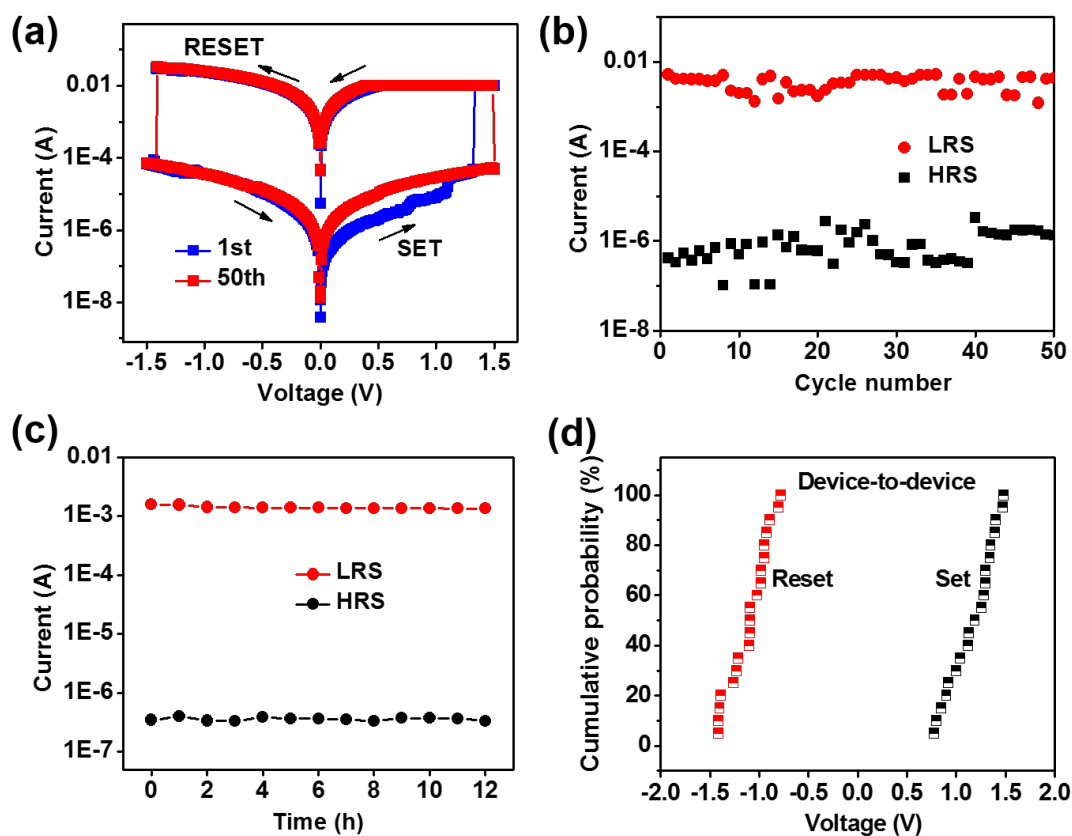 (a)
RESET
0.01
1E-4
1E-6
1E-8
Current (A)
1st
50th
SET
-1.5 -1.0 -0.5 0.0 0.5 1.0 1.5
Voltage (V)
(b)
0.01
1E-4
1E-6
1E-8
Current (A)
LRS
HRS
0 10 20 30 40 50
Cycle number
(c)
0.01
1E-3
1E-4
1E-5
1E-6
1E-7
Current (A)
LRS
HRS
0 2 4 6 8 10 12
Time (h)
(d)
100
80
60
40
20
0
Cumulative probability (%)
Device-to-device
Reset
Set
-2.0 -1.5 -1.0 -0.5 0.0 0.5 1.0 1.5 2.0
Voltage (V)